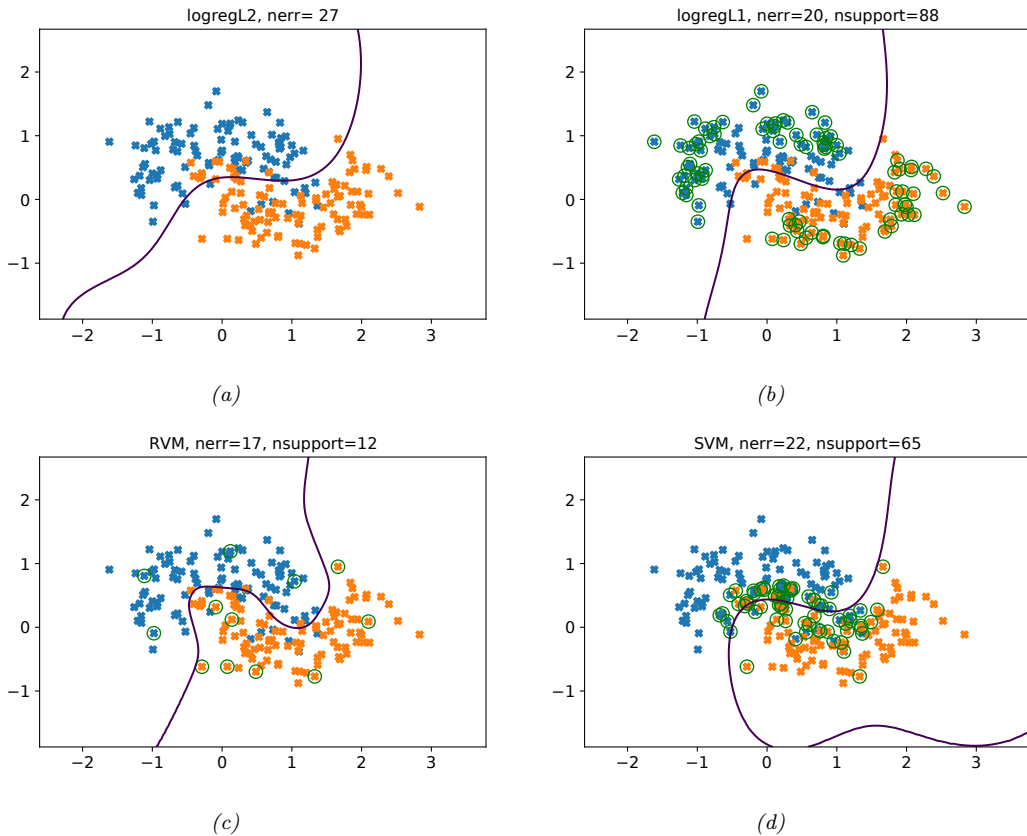 logregL2, nerr= 27
2
1
0
−1
−2 −1 0 1 2 3
(a)
logregL1, nerr=20, nsupport=88
2
1
0
−1
−2 −1 0 1 2 3
(b)
RVM, nerr=17, nsupport=12
2
1
0
−1
−2 −1 0 1 2 3
(c)
SVM, nerr=22, nsupport=65
2
1
0
−1
−2 −1 0 1 2 3
(d)